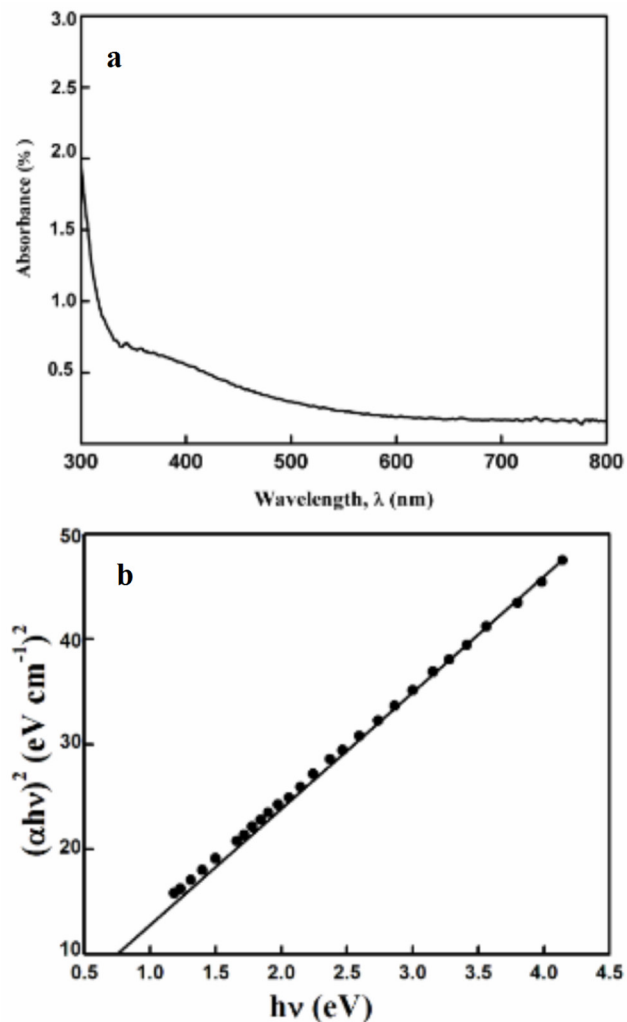 3.0
a
2.5
2.0
1.5
1.0
0.5
Absorbance (%)
300 400 500 600 700 800
Wavelength, λ (nm)
50
b
40
30
20
10
(αhν)² (eV cm⁻¹)²
0.5 1.0 1.5 2.0 2.5 3.0 3.5 4.0 4.5
hν (eV)